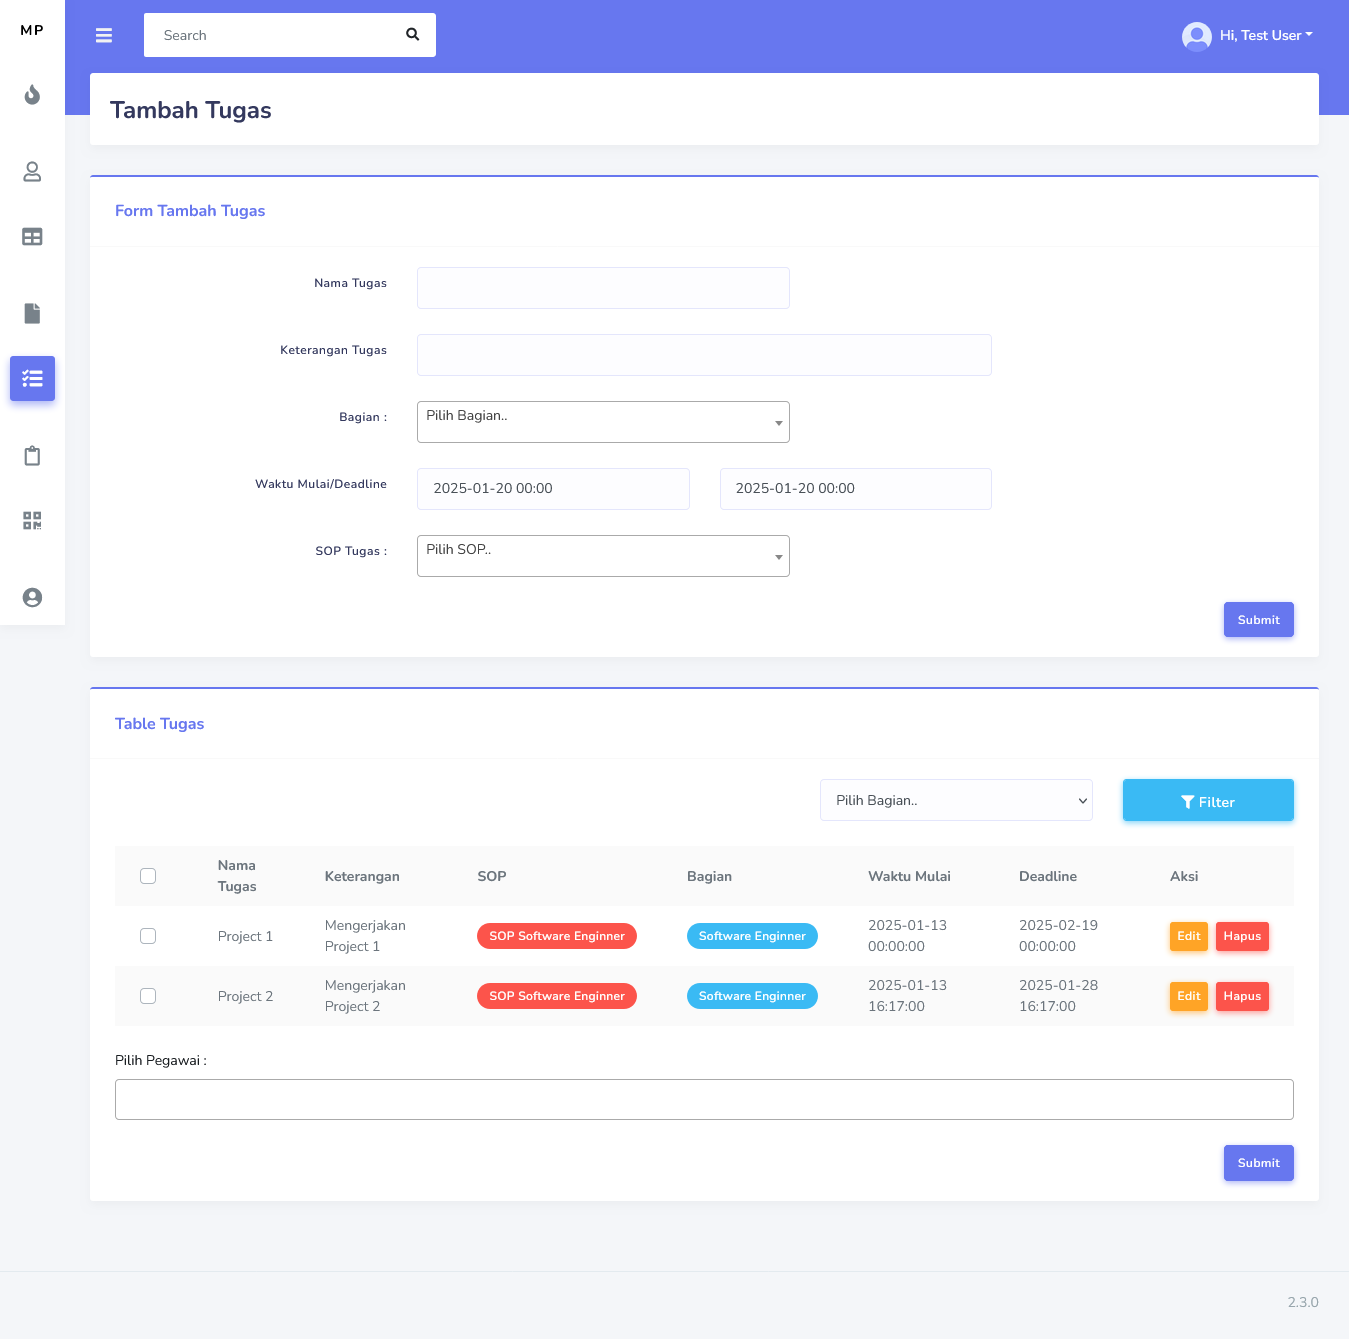 MP
Search
Hi, Test User
Tambah Tugas
Form Tambah Tugas
Nama Tugas
Keterangan Tugas
Bagian :
Pilih Bagian..
Waktu Mulai/Deadline
2025-01-20 00:00
2025-01-20 00:00
SOP Tugas :
Pilih SOP..
Submit
Table Tugas
Pilih Bagian..
Filter
Nama
Tugas
Keterangan
SOP
Bagian
Waktu Mulai
Deadline
Aksi
Project 1
Mengerjakan
Project 1
SOP Software Enginner
Software Enginner
2025-01-13
00:00:00
2025-02-19
00:00:00
Edit
Hapus
Project 2
Mengerjakan
Project 2
SOP Software Enginner
Software Enginner
2025-01-13
16:17:00
2025-01-28
16:17:00
Edit
Hapus
Pilih Pegawai :
Submit
2.3.0